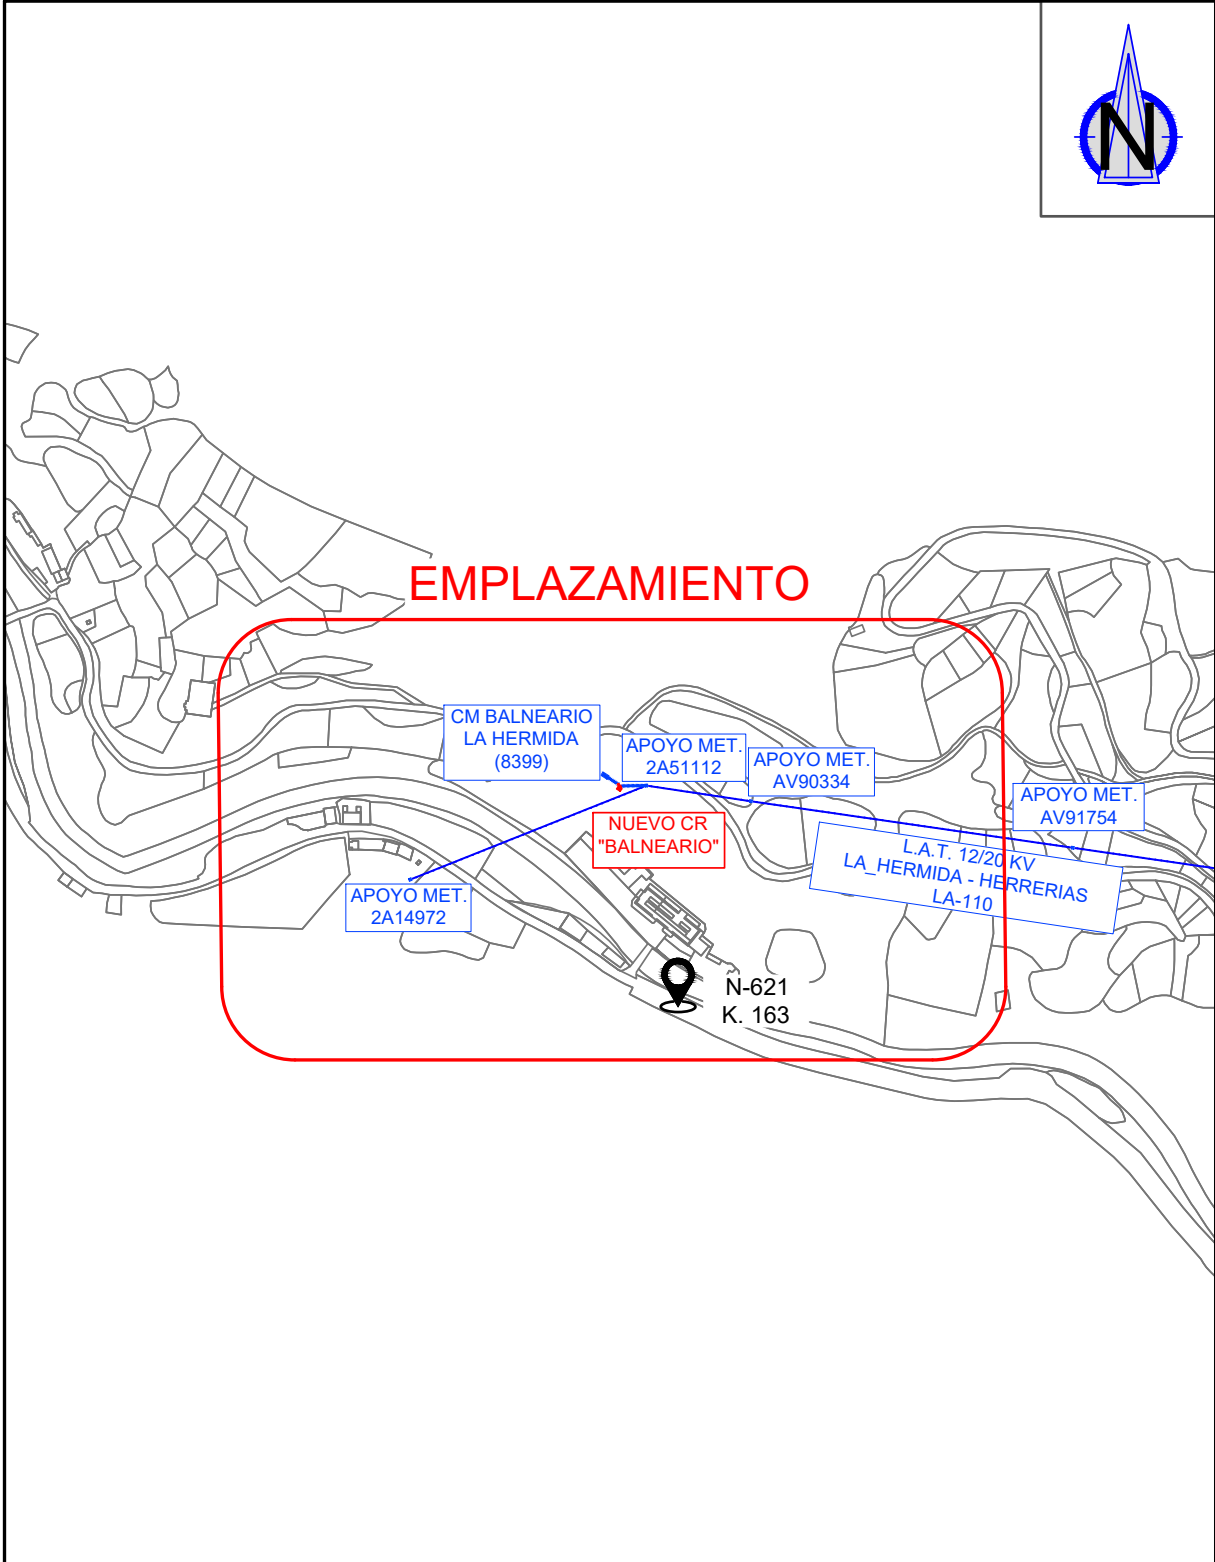 N
EMPLAZAMIENTO
CM BALNEARIO
LA HERMIDA
(8399)
APOYO MET.
2A51112
APOYO MET.
AV90334
APOYO MET.
AV91754
NUEVO CR
"BALNEARIO"
L.A.T. 12/20 KV
LA_HERMIDA - HERRERIAS
LA-110
APOYO MET.
2A14972
N-621
K. 163